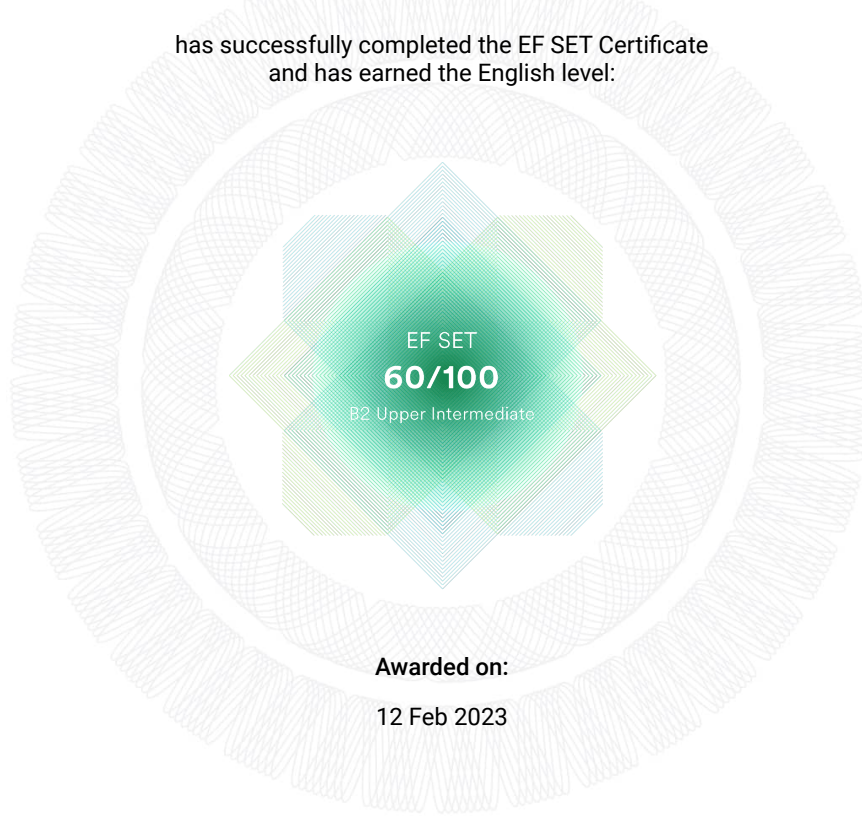 has successfully completed the EF SET Certificate
and has earned the English level:
EF SET
60/100
B2 Upper Intermediate
Awarded on:
12 Feb 2023